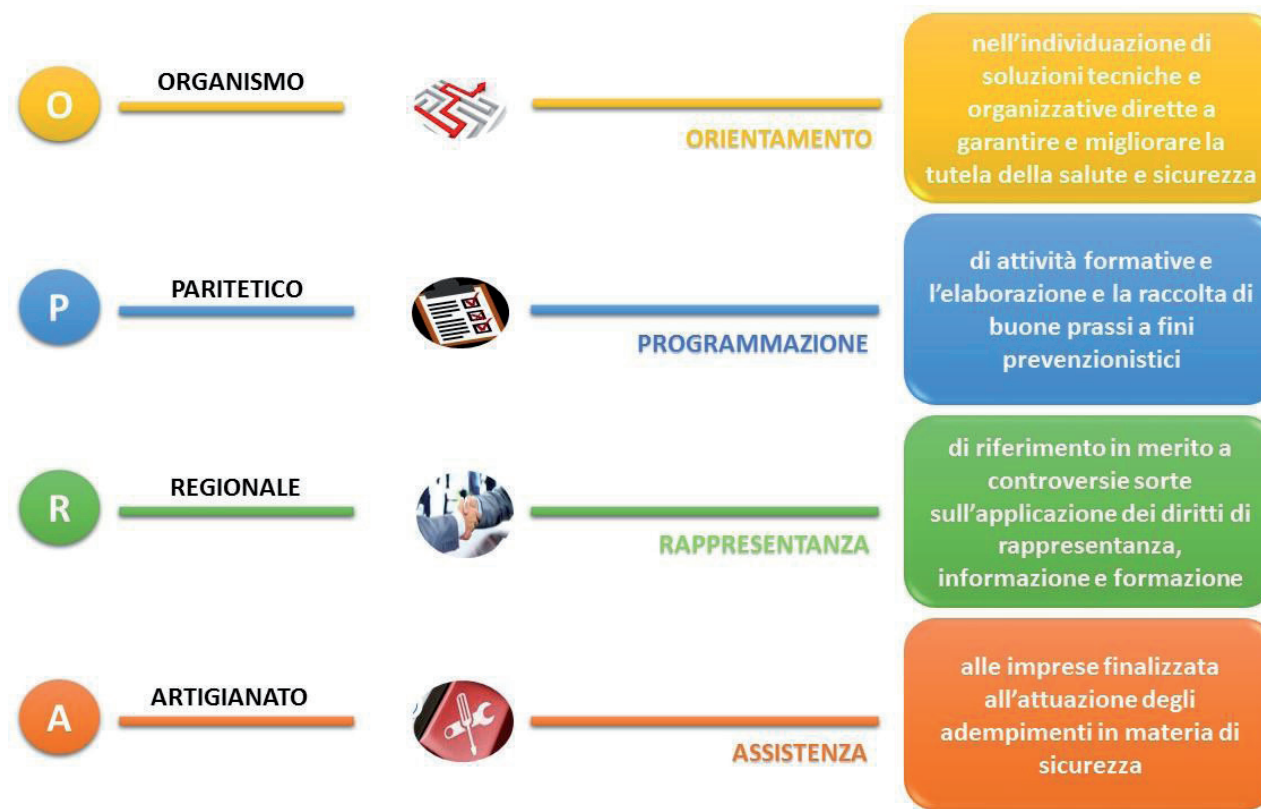 O
ORGANISMO
ORIENTAMENTO
nell’individuazione di
soluzioni tecniche e
organizzative dirette a
garantire e migliorare la
tutela della salute e sicurezza
P
PARITETICO
PROGRAMMAZIONE
di attività formative e
l’elaborazione e la raccolta di
buone prassi a fini
prevenzionistici
R
REGIONALE
RAPPRESENTANZA
di riferimento in merito a
controversie sorte
sull’applicazione dei diritti di
rappresentanza,
informazione e formazione
A
ARTIGIANATO
ASSISTENZA
alle imprese finalizzata
all’attuazione degli
adempimenti in materia di
sicurezza